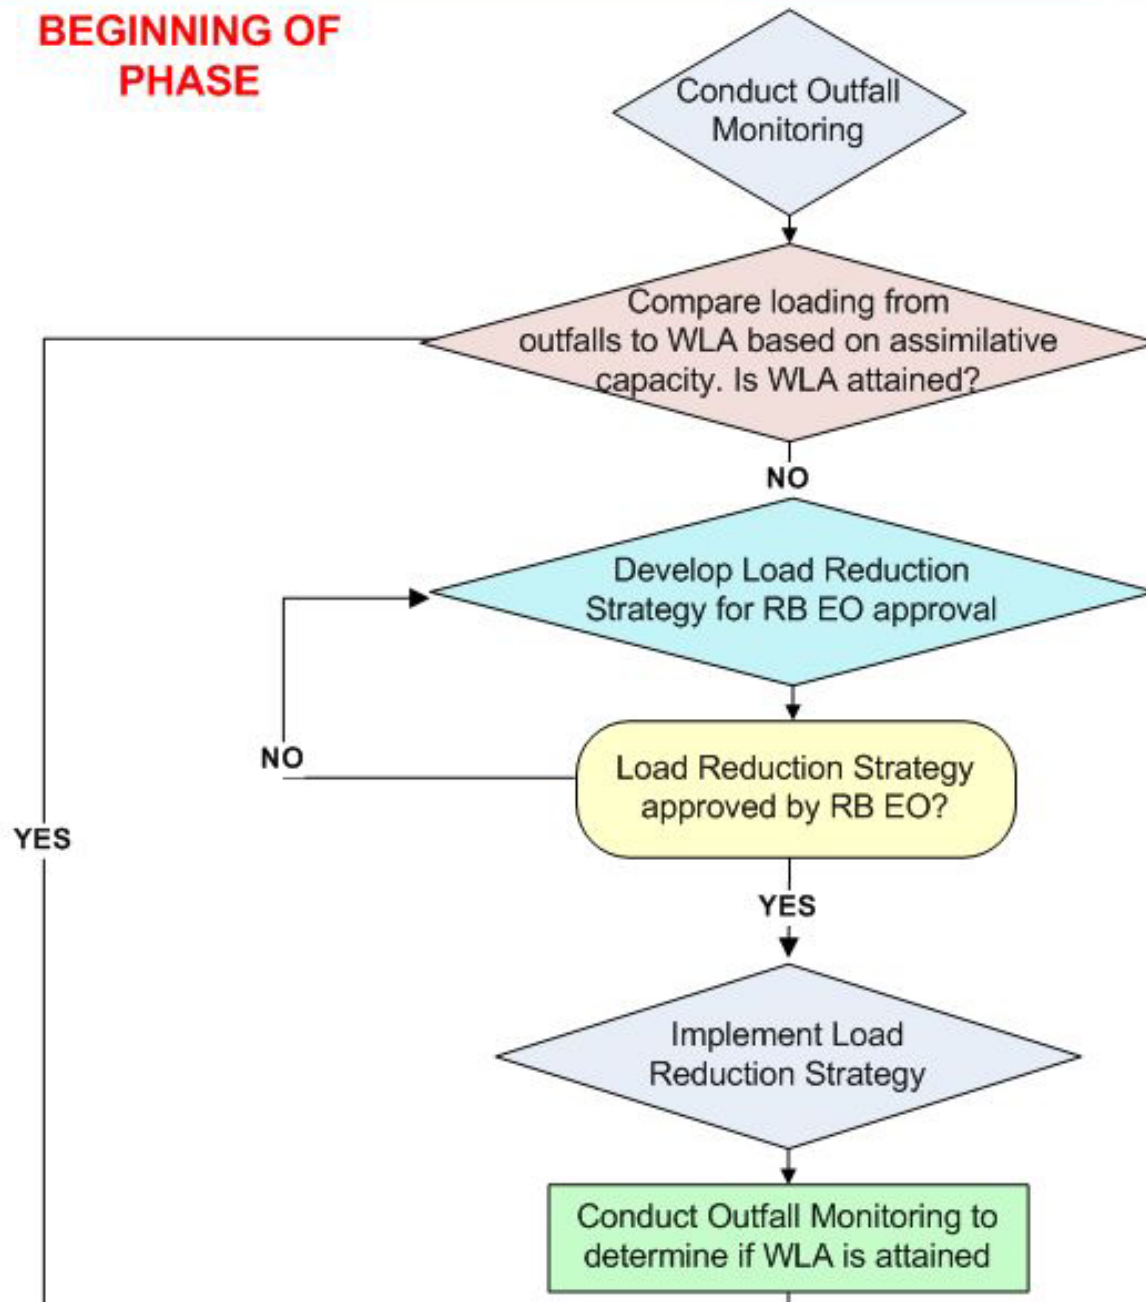 BEGINNING OF
PHASE
Conduct Outfall
Monitoring
Compare loading from
outfalls to WLA based on assimilative
capacity. Is WLA attained?
NO
Develop Load Reduction
Strategy for RB EO approval
NO
Load Reduction Strategy
approved by RB EO?
YES
YES
Implement Load
Reduction Strategy
Conduct Outfall Monitoring to
determine if WLA is attained